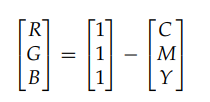 [R] = [1] − [C]
[G] = [1] − [M]
[B] = [1] − [Y]